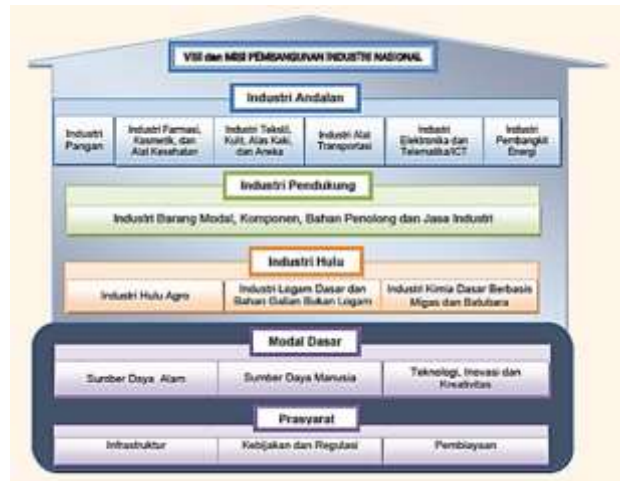 VISI dan MISI PEMBANGUNAN INDUSTRI NASIONAL
Industri Andalan
Industri
Pangan
Industri Farmasi,
Kosmetik, dan
Alat Kesehatan
Industri Tekstil,
Kulit, Alas Kaki,
dan Aneka
Industri Alat
Transportasi
Industri
Elektronika dan
Telematika/ICT
Industri
Pembangkit
Energi
Industri Pendukung
Industri Barang Modal, Komponen, Bahan Penolong dan Jasa Industri
Industri Hulu
Industri Hulu Agro
Industri Logam Dasar dan
Bahan Galian Bukan Logam
Industri Kimia Dasar Berbasis
Migas dan Batubara
Modal Dasar
Sumber Daya Alam
Sumber Daya Manusia
Teknologi, Inovasi dan
Kreativitas
Prasyarat
Infrastruktur
Kebijakan dan Regulasi
Pembiayaan